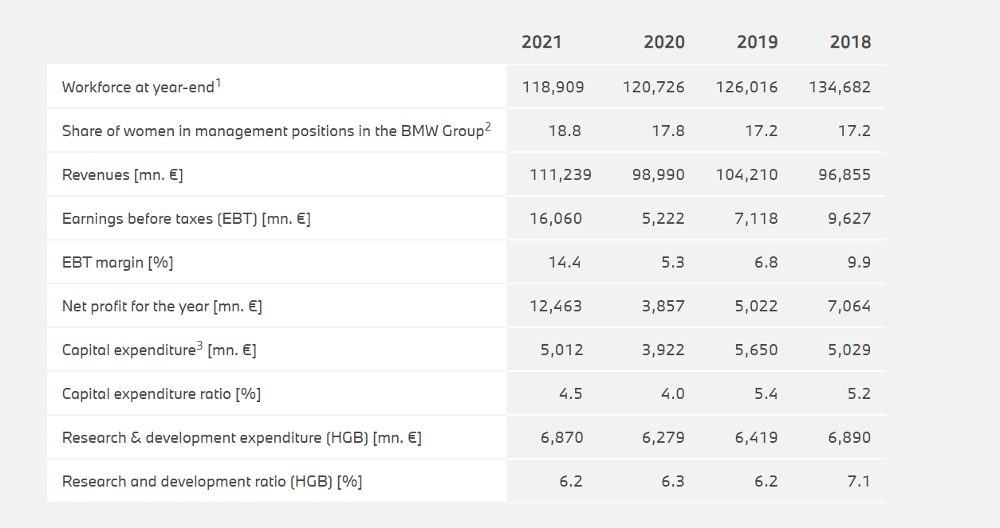 2021 2020 2019 2018
Workforce at year-end1 118,909 120,726 126,016 134,682
Share of women in management positions in the BMW Group2 18.8 17.8 17.2 17.2
Revenues [mn. €] 111,239 98,990 104,210 96,855
Earnings before taxes (EBT) [mn. €] 16,060 5,222 7,118 9,627
EBT margin [%] 14.4 5.3 6.8 9.9
Net profit for the year [mn. €] 12,463 3,857 5,022 7,064
Capital expenditure3 [mn. €] 5,012 3,922 5,650 5,029
Capital expenditure ratio [%] 4.5 4.0 5.4 5.2
Research & development expenditure (HGB) [mn. €] 6,870 6,279 6,419 6,890
Research and development ratio (HGB) [%] 6.2 6.3 6.2 7.1